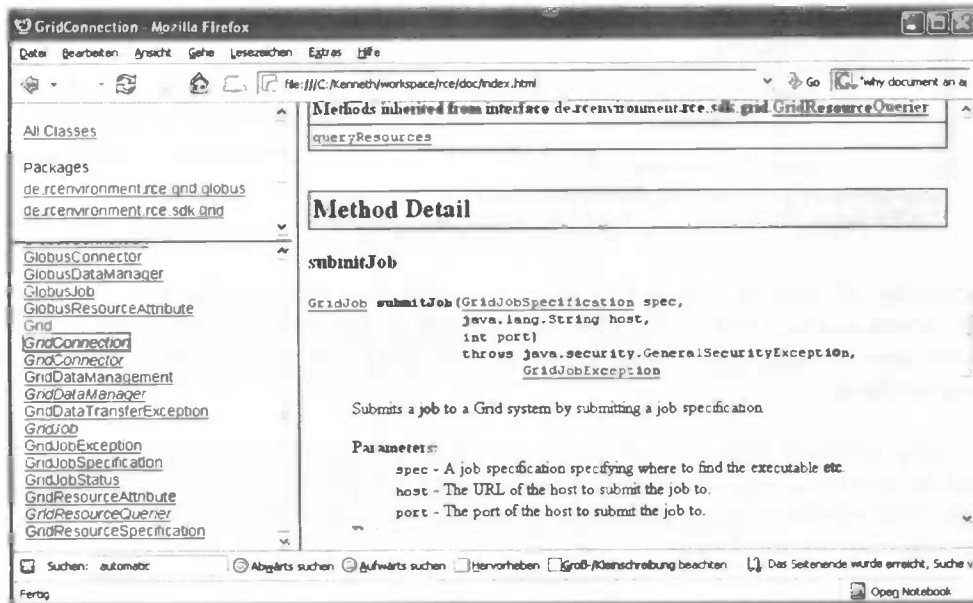 GridConnection - Mozilla Firefox
Datei Bearbeiten Ansicht Gehe Lesezeichen Extras Hilfe
file:///C:/Kenneth/workspace/rce/doc/index.html
Go
"why document an a
All Classes
Packages
de.rcenvironment.rce.grid.globus
de.rcenvironment.rce.sdk.grid
GlobusConnector
GlobusDataManager
GlobusJob
GlobusResourceAttribute
Grid
GridConnection
GridConnector
GridDataManagement
GridDataManager
GridDataTransferException
GridJob
GridJobException
GridJobSpecification
GridJobStatus
GridResourceAttribute
GridResourceQuerier
GridResourceSpecification
Methods inherited from interface de.rcenvironment.rce.sdk.grid.GridResourceQuerier
queryResources
Method Detail
submitJob
GridJob submitJob(GridJobSpecification spec,
java.lang.String host,
int port)
throws java.security.GeneralSecurityException,
GridJobException
Submits a job to a Grid system by submitting a job specification
Parameters:
spec - A job specification specifying where to find the executable etc.
host - The URL of the host to submit the job to.
port - The port of the host to submit the job to.
Suchen: automatic
Abwärts suchen Aufwärts suchen Hervorheben Groß-/Kleinschreibung beachten Das Seitenende wurde erreicht, Suche v
Fertig
Open Notebook